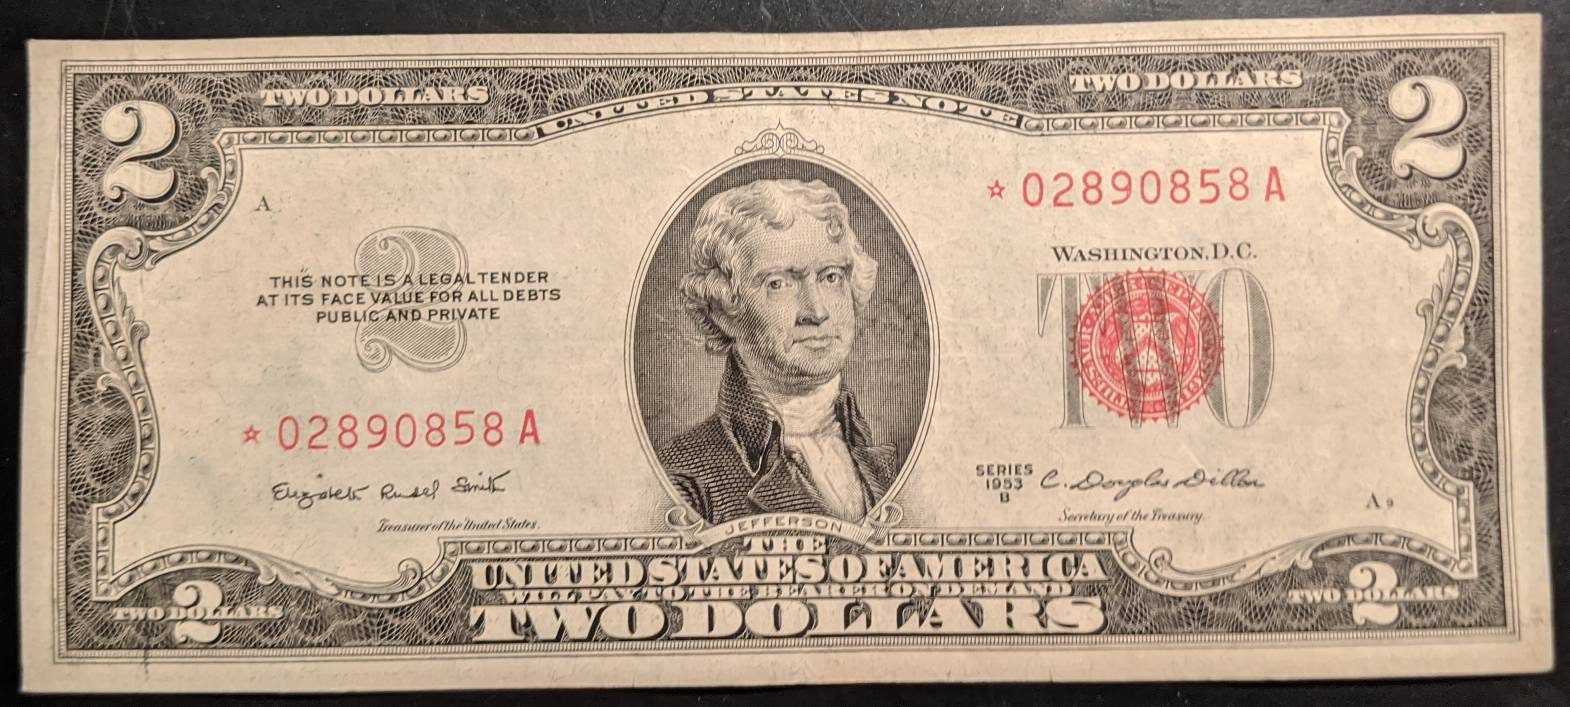 2 TWO DOLLARS UNITED STATES NOTE TWO DOLLARS 2
☆ 02890858 A
A
WASHINGTON, D.C.
2
THIS NOTE IS A LEGAL TENDER
AT ITS FACE VALUE FOR ALL DEBTS
PUBLIC AND PRIVATE
TWO
☆ 02890858 A
Elizabeth Rudel Smith
Treasurer of the United States.
SERIES
1953
B
C. Douglas Dillon
Secretary of the Treasury.
A 9
JEFFERSON
THE
UNITED STATES OF AMERICA
WILL PAY TO THE BEARER ON DEMAND
TWO DOLLARS
2
TWO DOLLARS
2
TWO DOLLARS